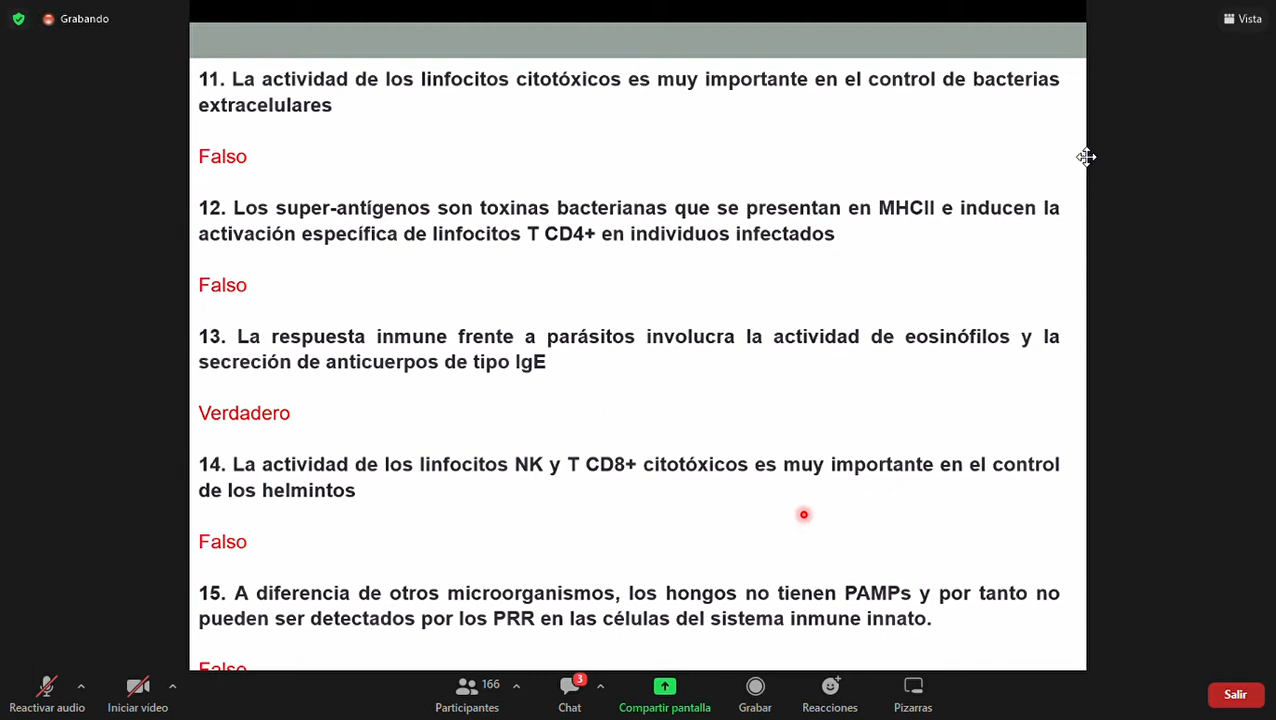 Grabando
Vista
11. La actividad de los linfocitos citotóxicos es muy importante en el control de bacterias
extracelulares
Falso
12. Los super-antígenos son toxinas bacterianas que se presentan en MHCII e inducen la
activación específica de linfocitos T CD4+ en individuos infectados
Falso
13. La respuesta inmune frente a parásitos involucra la actividad de eosinófilos y la
secreción de anticuerpos de tipo IgE
Verdadero
14. La actividad de los linfocitos NK y T CD8+ citotóxicos es muy importante en el control
de los helmintos
Falso
15. A diferencia de otros microorganismos, los hongos no tienen PAMPs y por tanto no
pueden ser detectados por los PRR en las células del sistema inmune innato.
Falso
166
3
Reactivar audio
Iniciar vídeo
Participantes
Chat
Compartir pantalla
Grabar
Reacciones
Pizarras
Salir